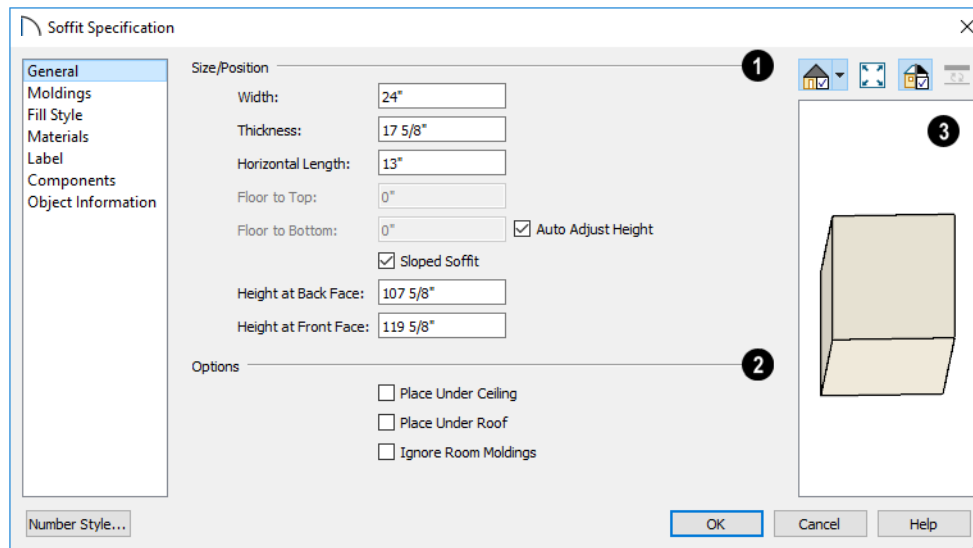 Soffit Specification
General
Moldings
Fill Style
Materials
Label
Components
Object Information
Size/Position 1
Width: 24"
Thickness: 17 5/8"
Horizontal Length: 13"
Floor to Top: 0"
Floor to Bottom: 0" Auto Adjust Height
Sloped Soffit
Height at Back Face: 107 5/8"
Height at Front Face: 119 5/8"
Options 2
Place Under Ceiling
Place Under Roof
Ignore Room Moldings
3
Number Style... OK Cancel Help